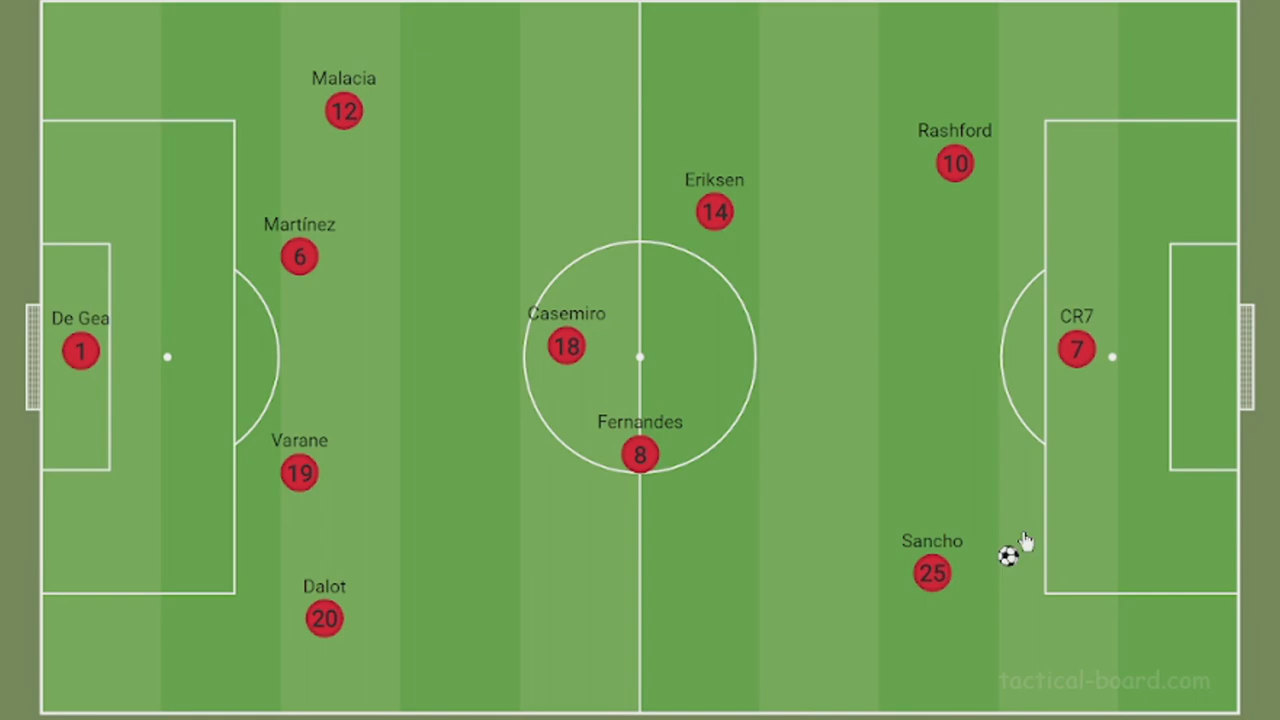 Malacia
12
Rashford
10
Eriksen
14
Martínez
6
De Gea
1
Casemiro
18
CR7
7
Fernandes
8
Varane
19
Sancho
25
Dalot
20
tactical-board.com